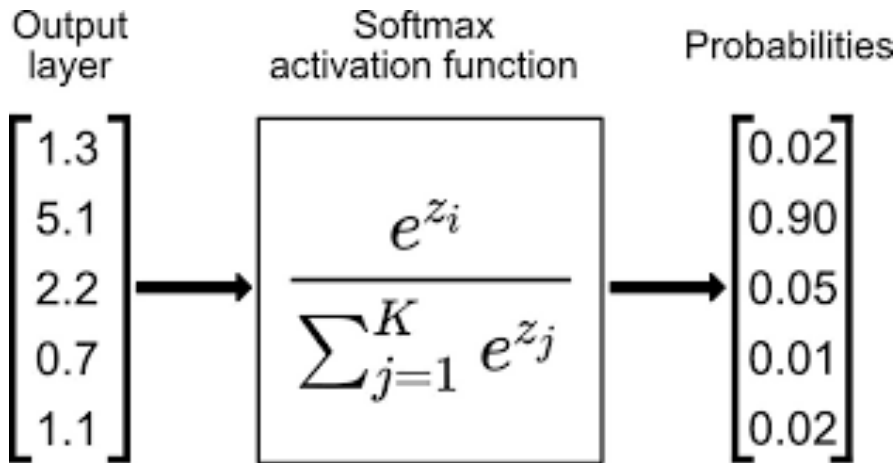 Output
layer
Softmax
activation function
Probabilities
1.3
5.1
2.2
0.7
1.1
e^{z_i}
∑_{j=1}^{K} e^{z_j}
0.02
0.90
0.05
0.01
0.02